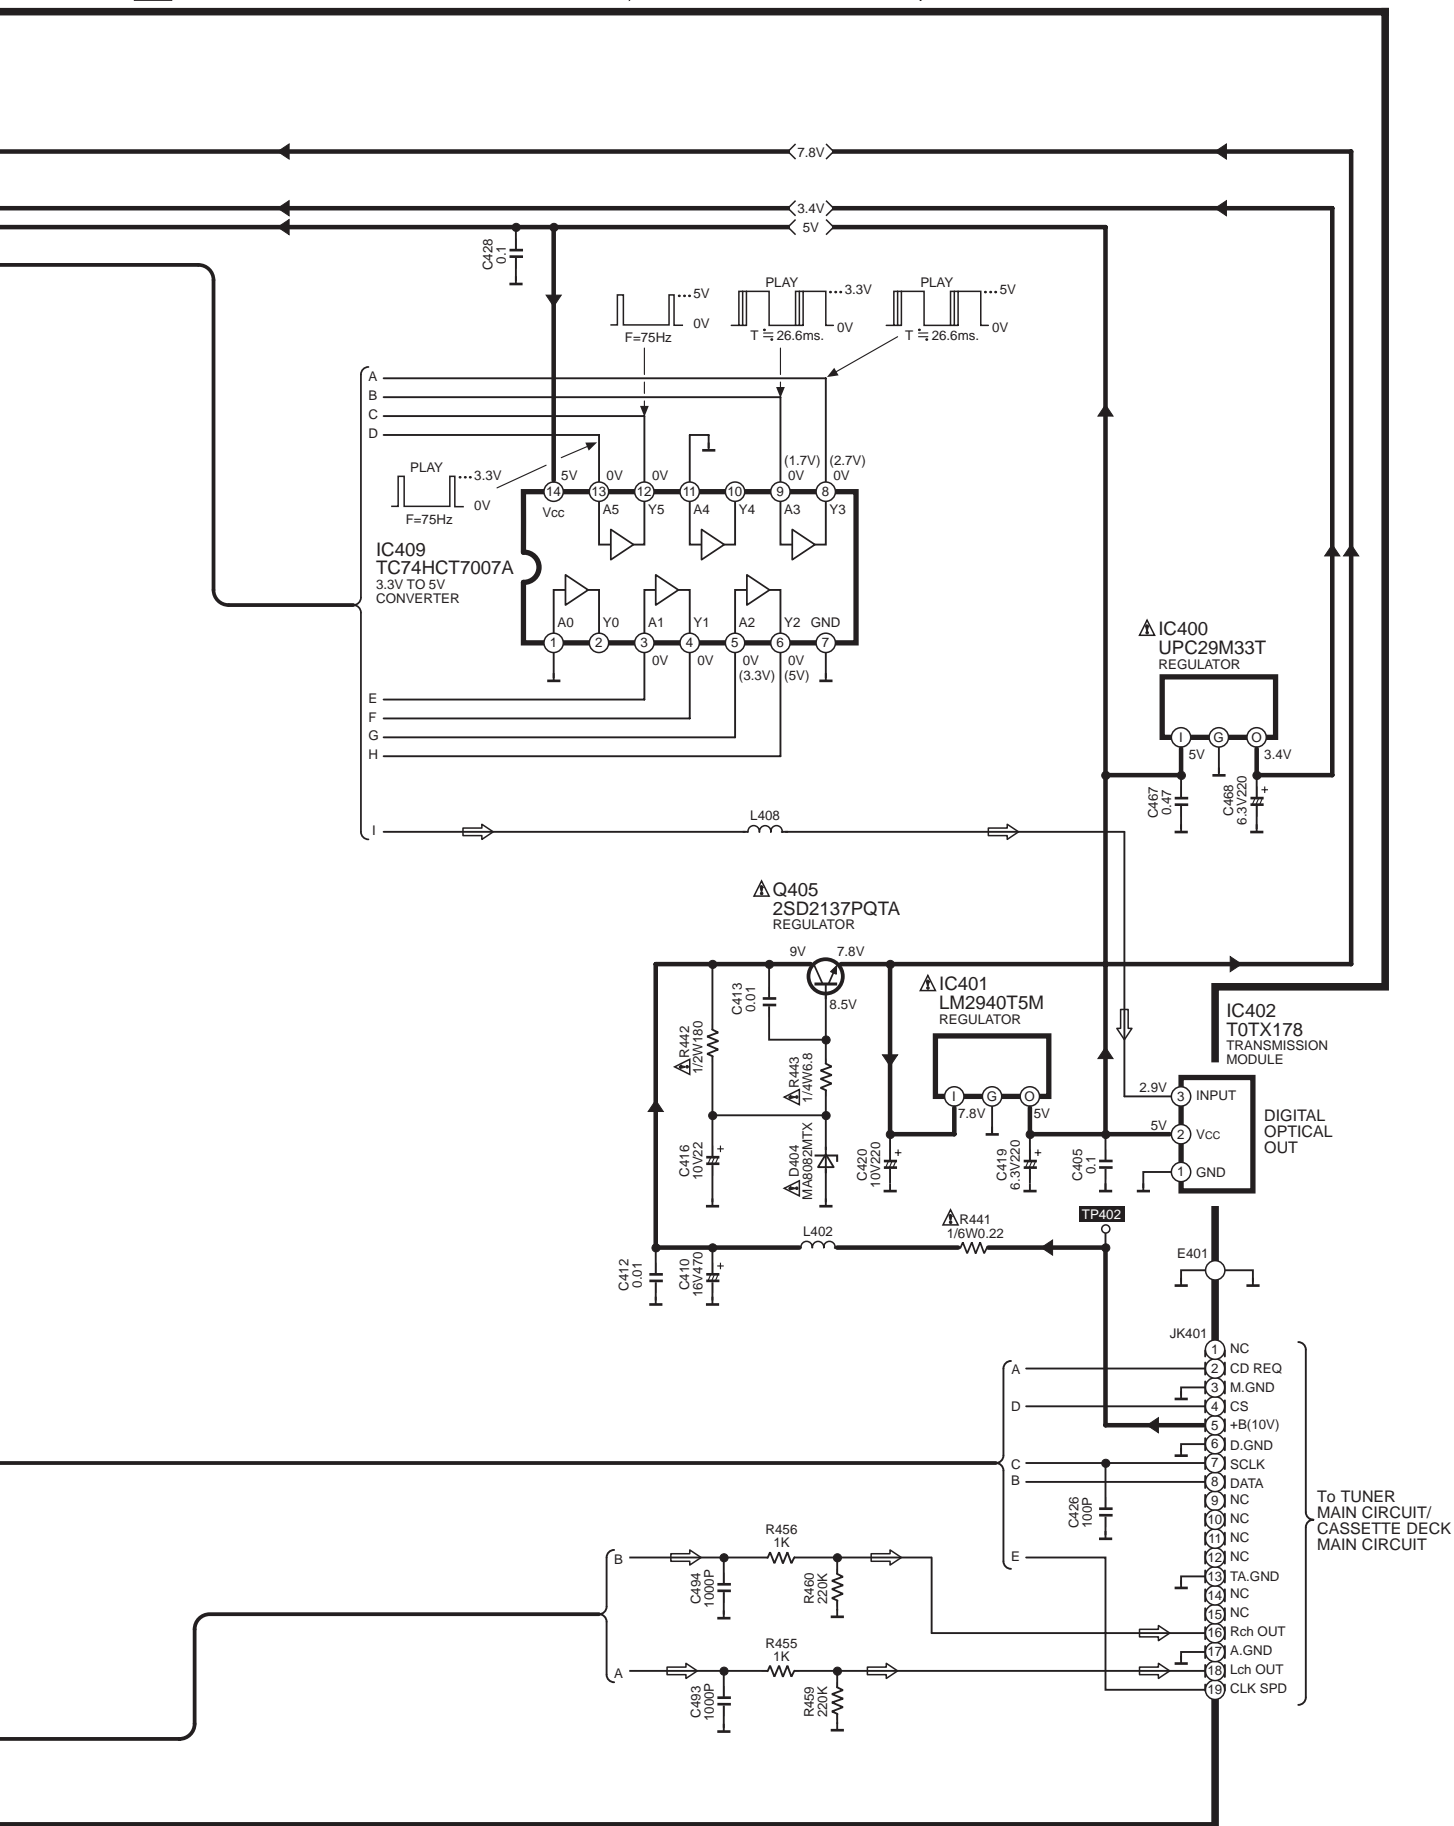 7.8V
3.4V
5V
C428
0.1
PLAY
PLAY
5V
0V
F=75Hz
3.3V
0V
T ≒ 26.6ms.
5V
0V
T ≒ 26.6ms.
A
B
C
D
PLAY
3.3V
0V
F=75Hz
(1.7V)
(2.7V)
5V
0V
0V
0V
0V
14
13
12
11
10
9
8
Vcc
A5
Y5
A4
Y4
A3
Y3
IC409
TC74HCT7007A
3.3V TO 5V
CONVERTER
A0
Y0
A1
Y1
A2
Y2
GND
1
2
3
4
5
6
7
0V
0V
0V
(3.3V)
0V
(5V)
E
F
G
H
I
L408
IC400
UPC29M33T
REGULATOR
I
G
O
5V
3.4V
C467
0.47
C468
6.3V220
+
Q405
2SD2137PQTA
REGULATOR
9V
7.8V
8.5V
C413
0.01
R442
1/2W180
R443
1/4W6.8
IC401
LM2940T5M
REGULATOR
I
G
O
7.8V
5V
IC402
T0TX178
TRANSMISSION
MODULE
2.9V
3
INPUT
5V
2
VCC
1
GND
DIGITAL
OPTICAL
OUT
C416
10V22
+
D404
MA8082MTX
C420
10V220
+
C419
6.3V220
+
C405
0.1
L402
R441
1/6W0.22
TP402
C412
0.01
C410
16V470
+
E401
JK401
1 NC
2 CD REQ
3 M.GND
4 CS
5 +B(10V)
6 D.GND
7 SCLK
8 DATA
9 NC
10 NC
11 NC
12 NC
13 TA.GND
14 NC
15 NC
16 Rch OUT
17 A.GND
18 Lch OUT
19 CLK SPD
A
D
C
B
E
C426
100P
To TUNER
MAIN CIRCUIT/
CASSETTE DECK
MAIN CIRCUIT
B
C494
1000P
R456
1K
R460
220K
A
C493
1000P
R455
1K
R459
220K